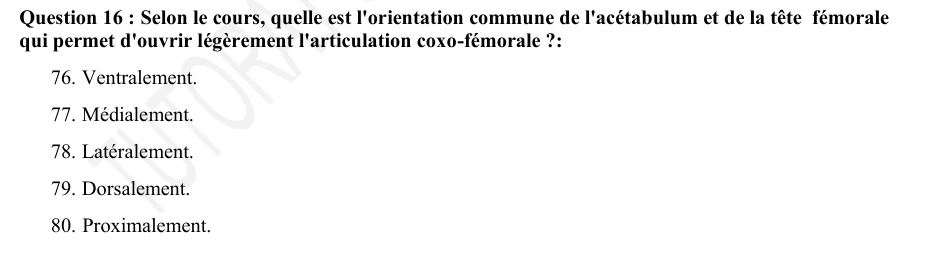 Question 16 : Selon le cours, quelle est l'orientation commune de l'acétabulum et de la tête fémorale
qui permet d'ouvrir légèrement l'articulation coxo-fémorale ?:
76. Ventralement.
77. Médialement.
78. Latéralement.
79. Dorsalement.
80. Proximalement.